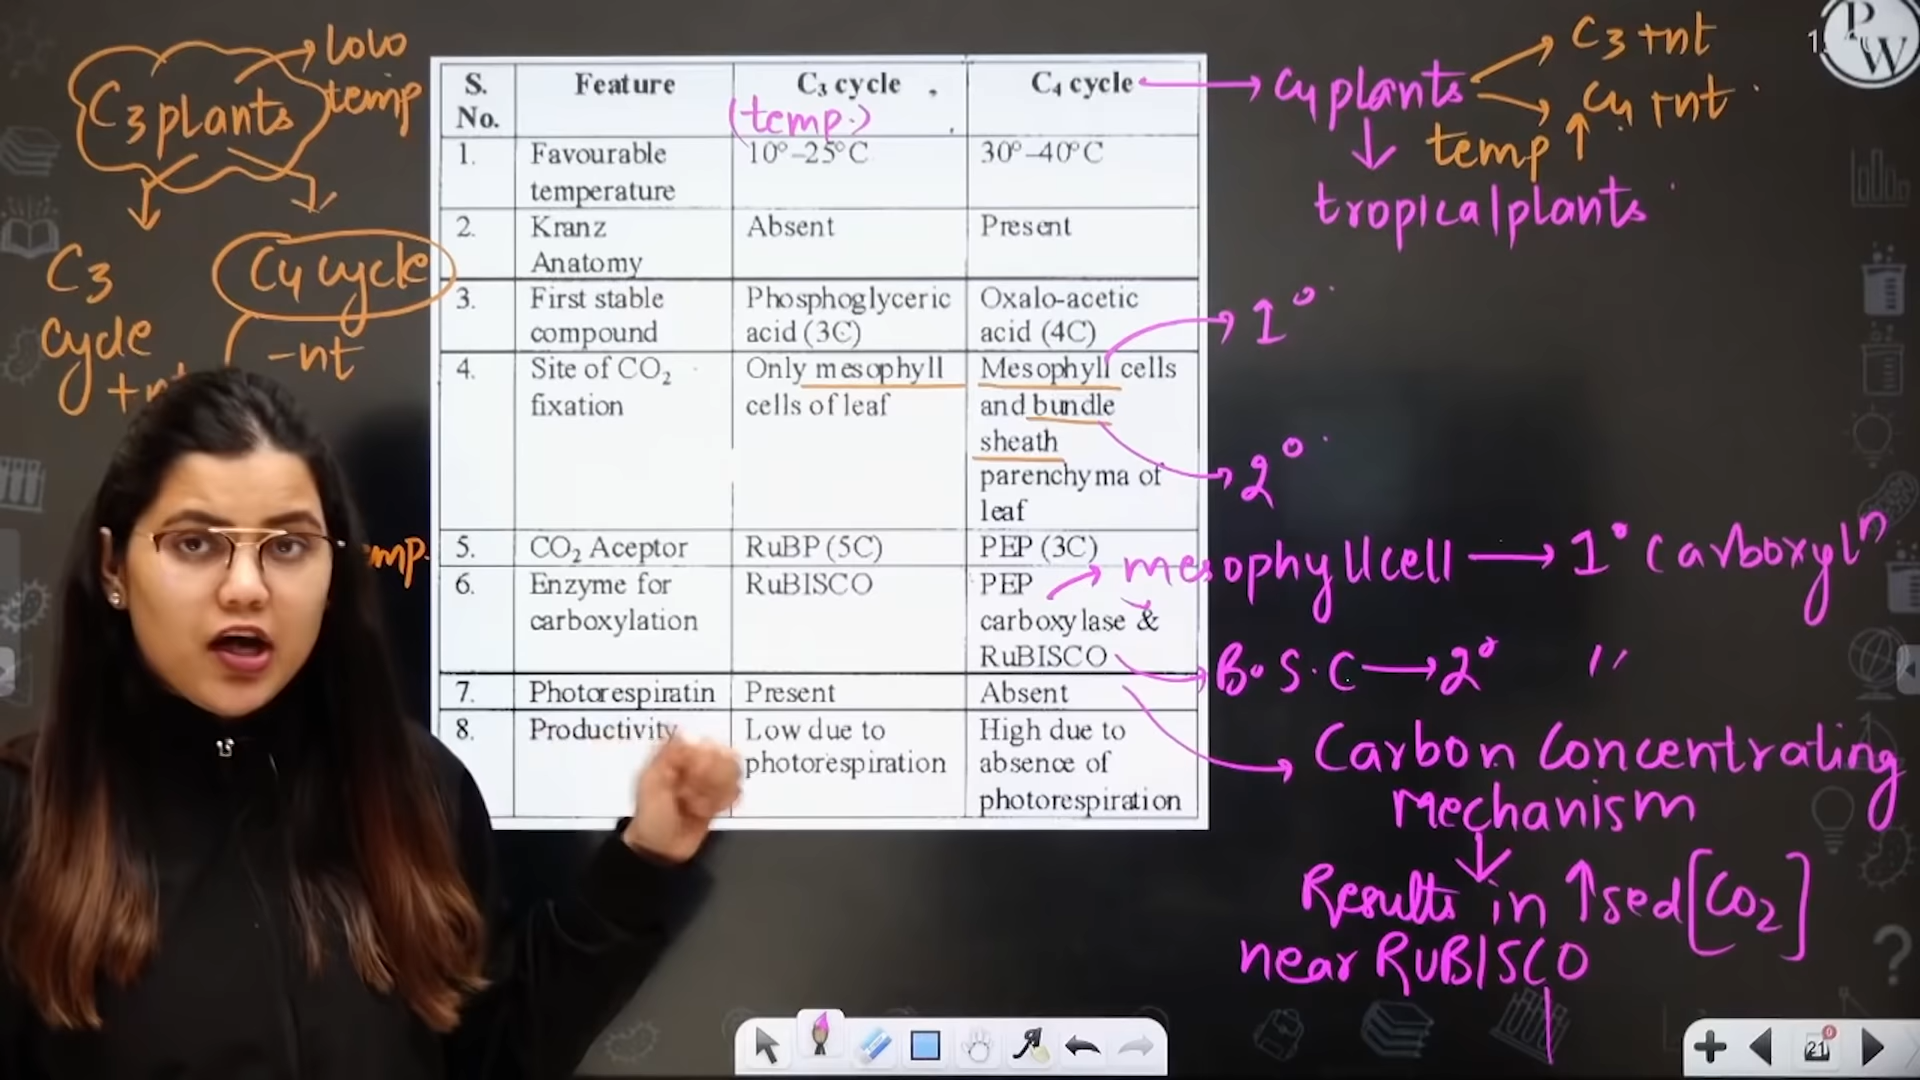 C3 plants
low
temp
C3
cycle
+nt
C4 cycle
-nt
emp.
S. No. Feature C₃ cycle C₄ cycle
(temp.)
1. Favourable temperature 10°–25°C 30°–40°C
2. Kranz Anatomy Absent Present
3. First stable compound Phosphoglyceric acid (3C) Oxalo-acetic acid (4C)
4. Site of CO₂ fixation Only mesophyll cells of leaf Mesophyll cells and bundle sheath parenchyma of leaf
5. CO₂ Aceptor RuBP (5C) PEP (3C)
6. Enzyme for carboxylation RuBISCO PEP carboxylase & RuBISCO
7. Photorespiratin Present Absent
8. Productivity Low due to photorespiration High due to absence of photorespiration
C4 plants
C3 +nt
C4 +nt
temp ↑
tropical plants
1°
2°
mesophyll cell → 1° Carboxylⁿ
B.S.C → 2° 〃
Carbon Concentrating
Mechanism
Results in ↑sed [CO2]
near RUBISCO
PW
21